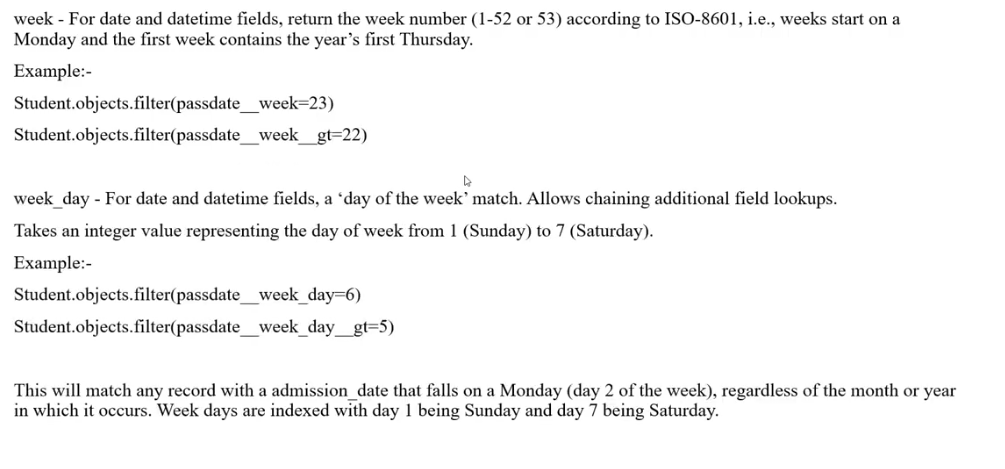 week - For date and datetime fields, return the week number (1-52 or 53) according to ISO-8601, i.e., weeks start on a
Monday and the first week contains the year’s first Thursday.
Example:-
Student.objects.filter(passdate__week=23)
Student.objects.filter(passdate__week__gt=22)
week_day - For date and datetime fields, a ‘day of the week’ match. Allows chaining additional field lookups.
Takes an integer value representing the day of week from 1 (Sunday) to 7 (Saturday).
Example:-
Student.objects.filter(passdate__week_day=6)
Student.objects.filter(passdate__week_day__gt=5)
This will match any record with a admission_date that falls on a Monday (day 2 of the week), regardless of the month or year
in which it occurs. Week days are indexed with day 1 being Sunday and day 7 being Saturday.